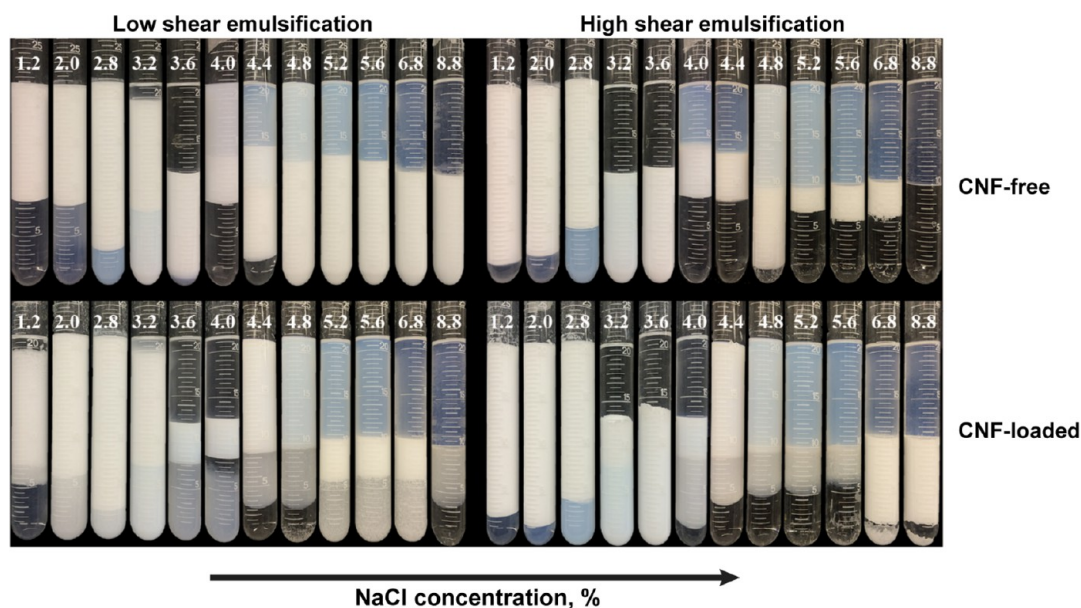 Low shear emulsification
High shear emulsification
1.2 2.0 2.8 3.2 3.6 4.0 4.4 4.8 5.2 5.6 6.8 8.8
1.2 2.0 2.8 3.2 3.6 4.0 4.4 4.8 5.2 5.6 6.8 8.8
CNF-free
1.2 2.0 2.8 3.2 3.6 4.0 4.4 4.8 5.2 5.6 6.8 8.8
1.2 2.0 2.8 3.2 3.6 4.0 4.4 4.8 5.2 5.6 6.8 8.8
CNF-loaded
NaCl concentration, %